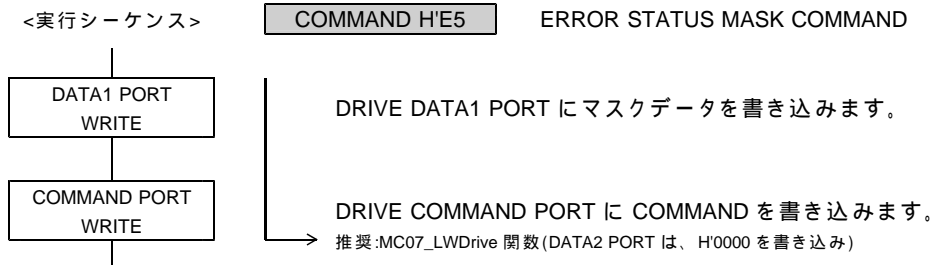 <実行シーケンス> COMMAND H'E5 ERROR STATUS MASK COMMAND
DATA1 PORT
WRITE
DRIVE DATA1 PORT にマスクデータを書き込みます。
COMMAND PORT
WRITE
DRIVE COMMAND PORT に COMMAND を書き込みます。
推奨:MC07_LWDrive 関数(DATA2 PORT は、H'0000 を書き込み)